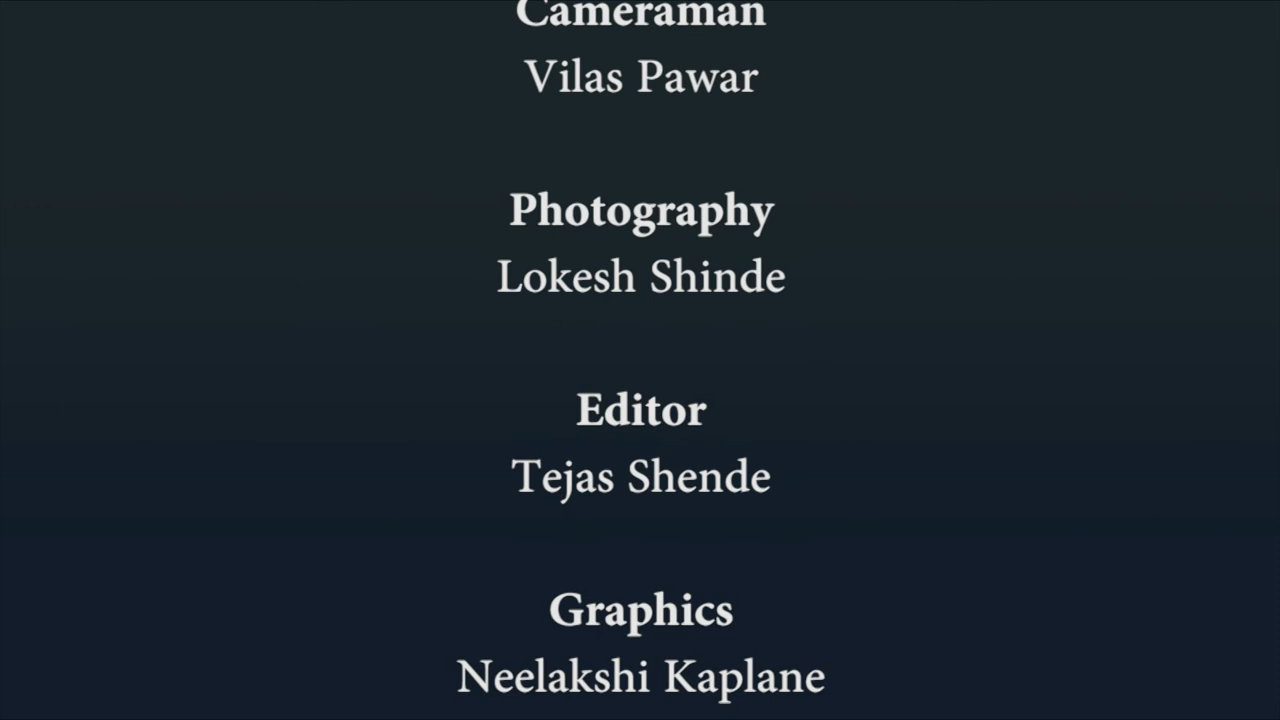 Cameraman
Vilas Pawar
Photography
Lokesh Shinde
Editor
Tejas Shende
Graphics
Neelakshi Kaplane